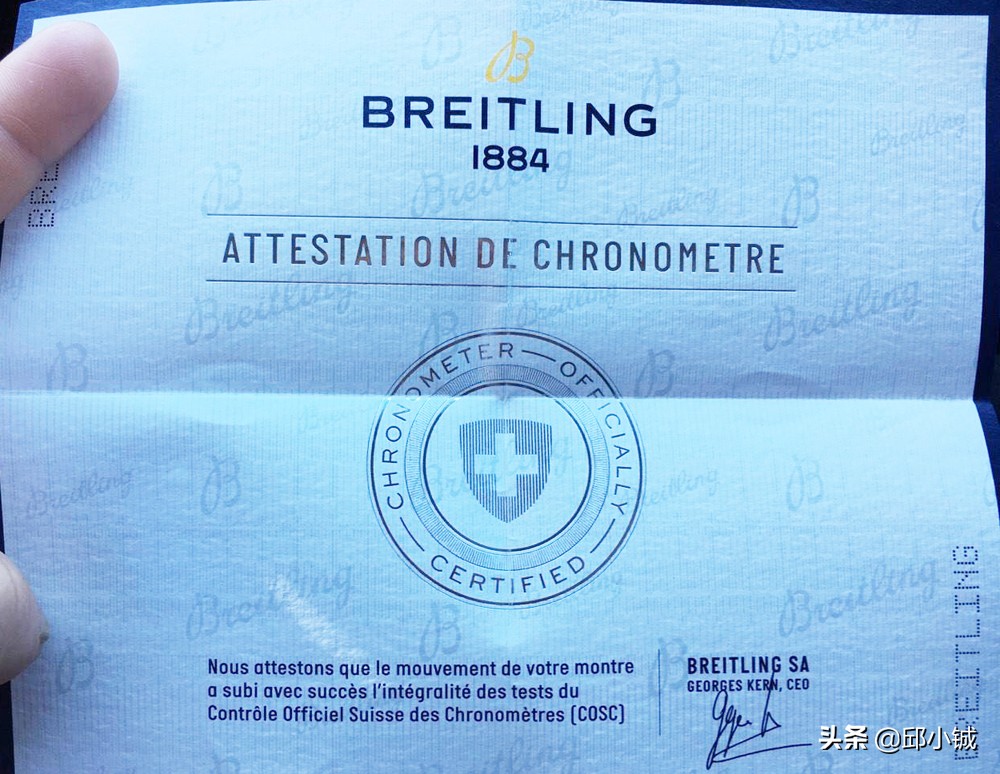 BREITLING
1884
ATTESTATION DE CHRONOMETRE
CHRONOMETER — OFFICIALLY — CERTIFIED
Nous attestons que le mouvement de votre montre
a subi avec succès l'intégralité des tests du
Contrôle Officiel Suisse des Chronomètres (COSC)
BREITLING SA
GEORGES KERN, CEO
BREITLING
头条 @邱小铖